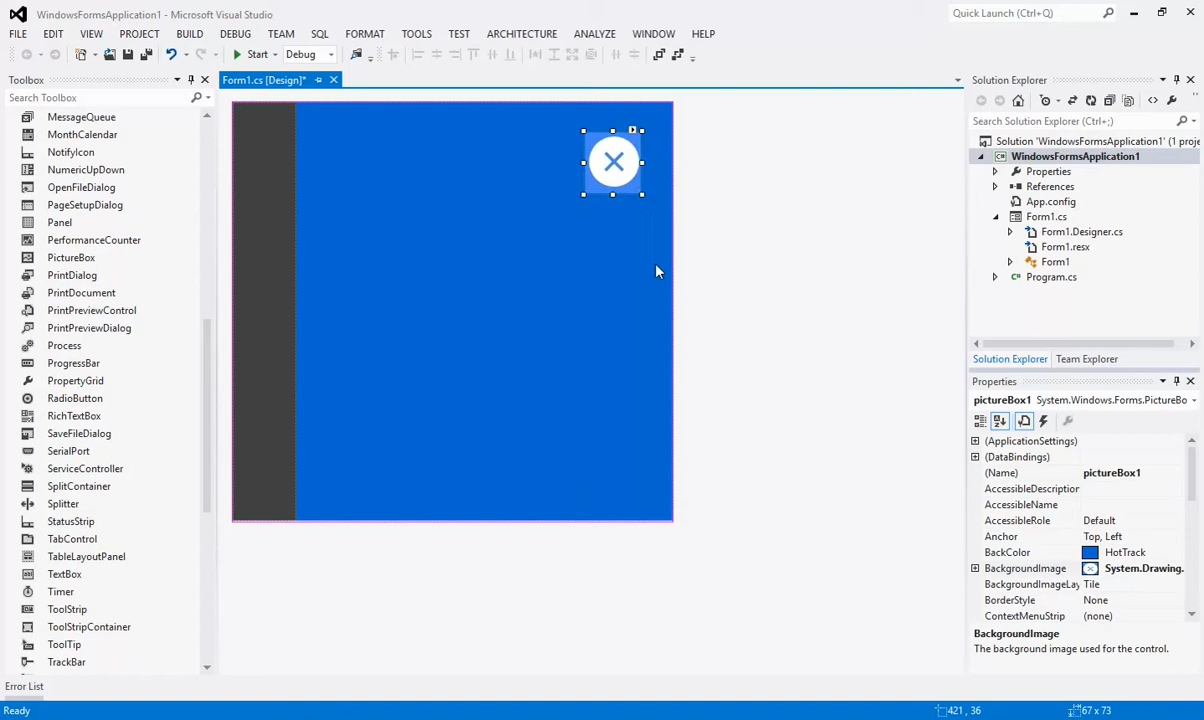 WindowsFormsApplication1 - Microsoft Visual Studio
Quick Launch (Ctrl+Q)
FILE EDIT VIEW PROJECT BUILD DEBUG TEAM SQL FORMAT TOOLS TEST ARCHITECTURE ANALYZE WINDOW HELP
Start Debug
Toolbox
Form1.cs [Design]*
Solution Explorer
Search Toolbox
Search Solution Explorer (Ctrl+;)
MessageQueue
MonthCalendar
NotifyIcon
NumericUpDown
OpenFileDialog
PageSetupDialog
Panel
PerformanceCounter
PictureBox
PrintDialog
PrintDocument
PrintPreviewControl
PrintPreviewDialog
Process
ProgressBar
PropertyGrid
RadioButton
RichTextBox
SaveFileDialog
SerialPort
ServiceController
SplitContainer
Splitter
StatusStrip
TabControl
TableLayoutPanel
TextBox
Timer
ToolStrip
ToolStripContainer
ToolTip
TrackBar
Solution 'WindowsFormsApplication1' (1 proje
WindowsFormsApplication1
Properties
References
App.config
Form1.cs
Form1.Designer.cs
Form1.resx
Form1
Program.cs
Solution Explorer Team Explorer
Properties
pictureBox1 System.Windows.Forms.PictureBo
(ApplicationSettings)
(DataBindings)
(Name) pictureBox1
AccessibleDescription
AccessibleName
AccessibleRole Default
Anchor Top, Left
BackColor HotTrack
BackgroundImage System.Drawing.
BackgroundImageLay Tile
BorderStyle None
ContextMenuStrip (none)
BackgroundImage
The background image used for the control.
Error List
Ready 421 , 36 67 x 73